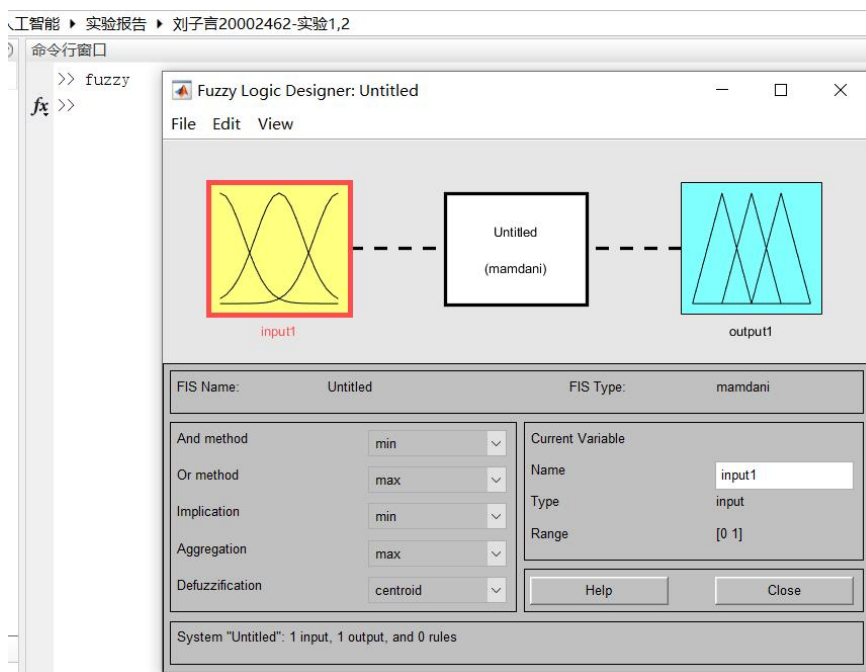 人工智能 ▸ 实验报告 ▸ 刘子言20002462-实验1,2
命令行窗口
>> fuzzy
fx >>
Fuzzy Logic Designer: Untitled
File Edit View
Untitled
(mamdani)
input1
output1
FIS Name: Untitled FIS Type: mamdani
And method min
Or method max
Implication min
Aggregation max
Defuzzification centroid
Current Variable
Name input1
Type input
Range [0 1]
Help Close
System "Untitled": 1 input, 1 output, and 0 rules